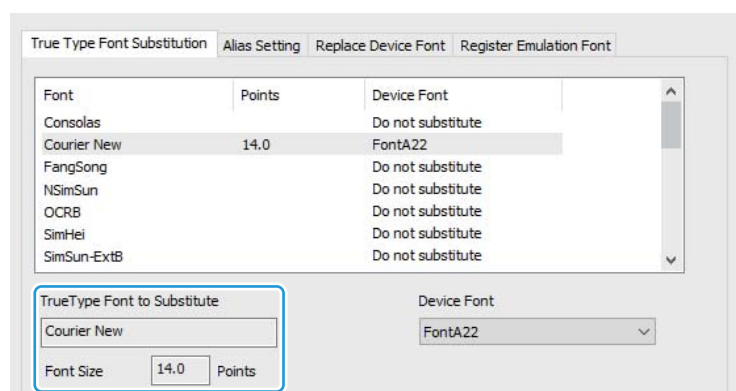 True Type Font Substitution Alias Setting Replace Device Font Register Emulation Font
Font Points Device Font
Consolas Do not substitute
Courier New 14.0 FontA22
FangSong Do not substitute
NSimSun Do not substitute
OCRB Do not substitute
SimHei Do not substitute
SimSun-ExtB Do not substitute
TrueType Font to Substitute Device Font
Courier New FontA22
Font Size 14.0 Points